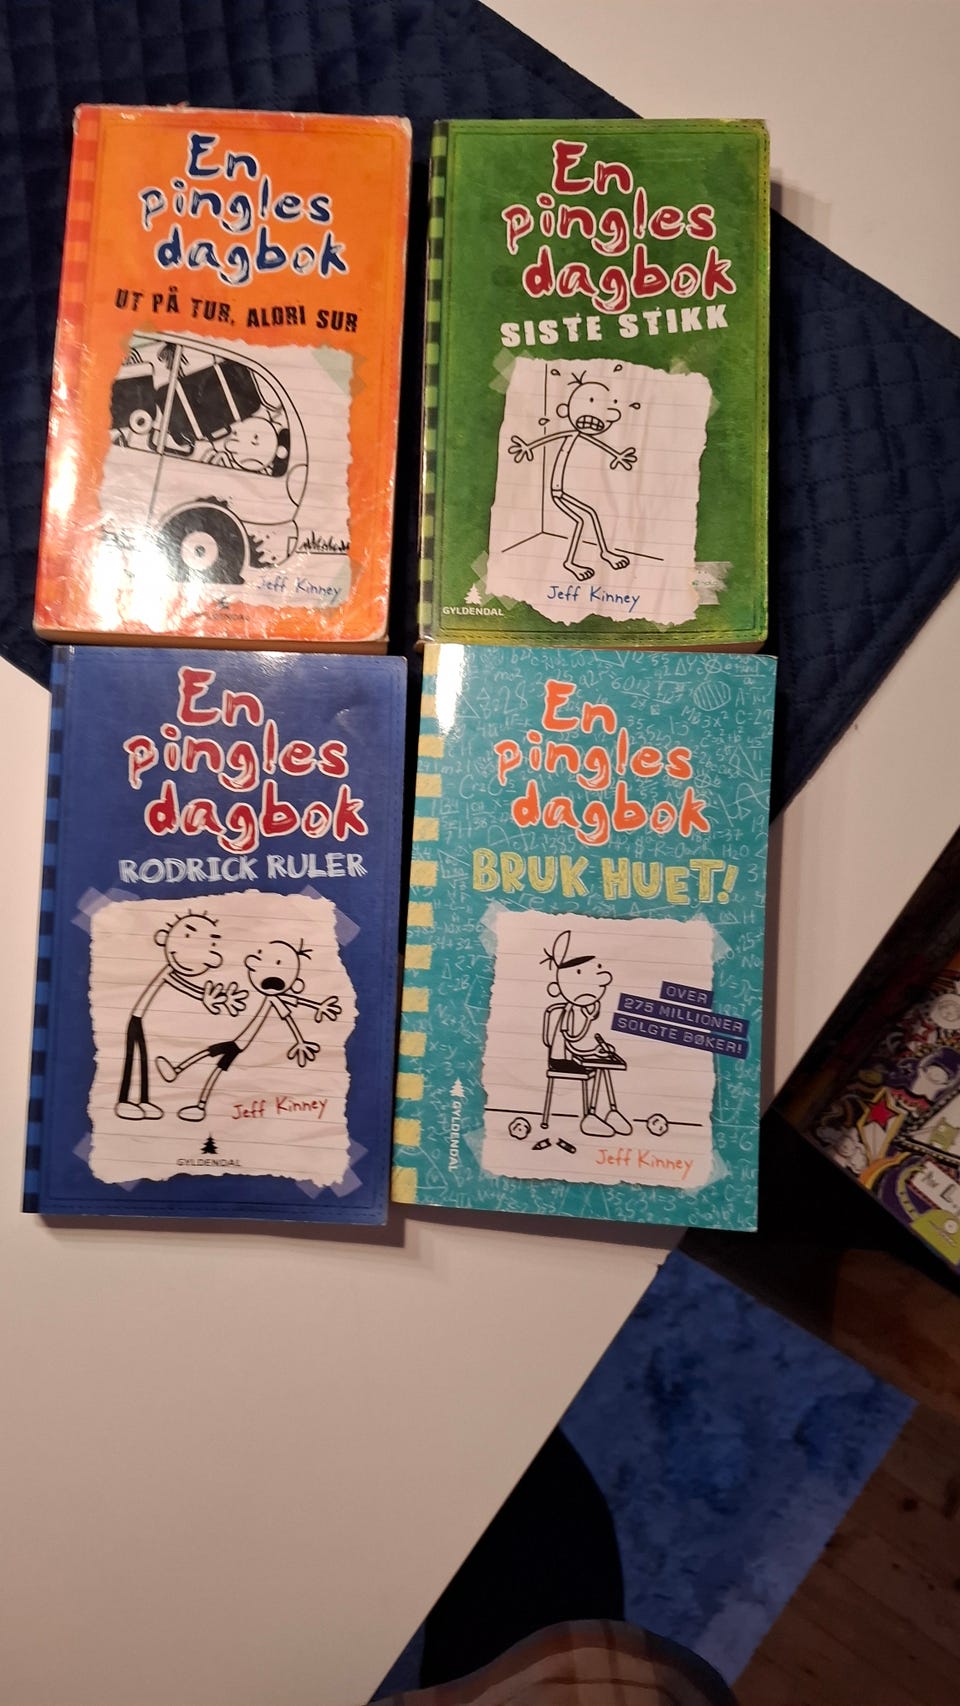 En
pingles
dagbok
UT PÅ TUR, ALDRI SUR
Jeff Kinney
En
pingles
dagbok
SISTE STIKK
Jeff Kinney
GYLDENDAL
En
pingles
dagbok
RODRICK RULER
Jeff Kinney
GYLDENDAL
En
pingles
dagbok
BRUK HUET!
OVER
275 MILLIONER
SOLGTE BØKER!
Jeff Kinney
GYLDENDAL